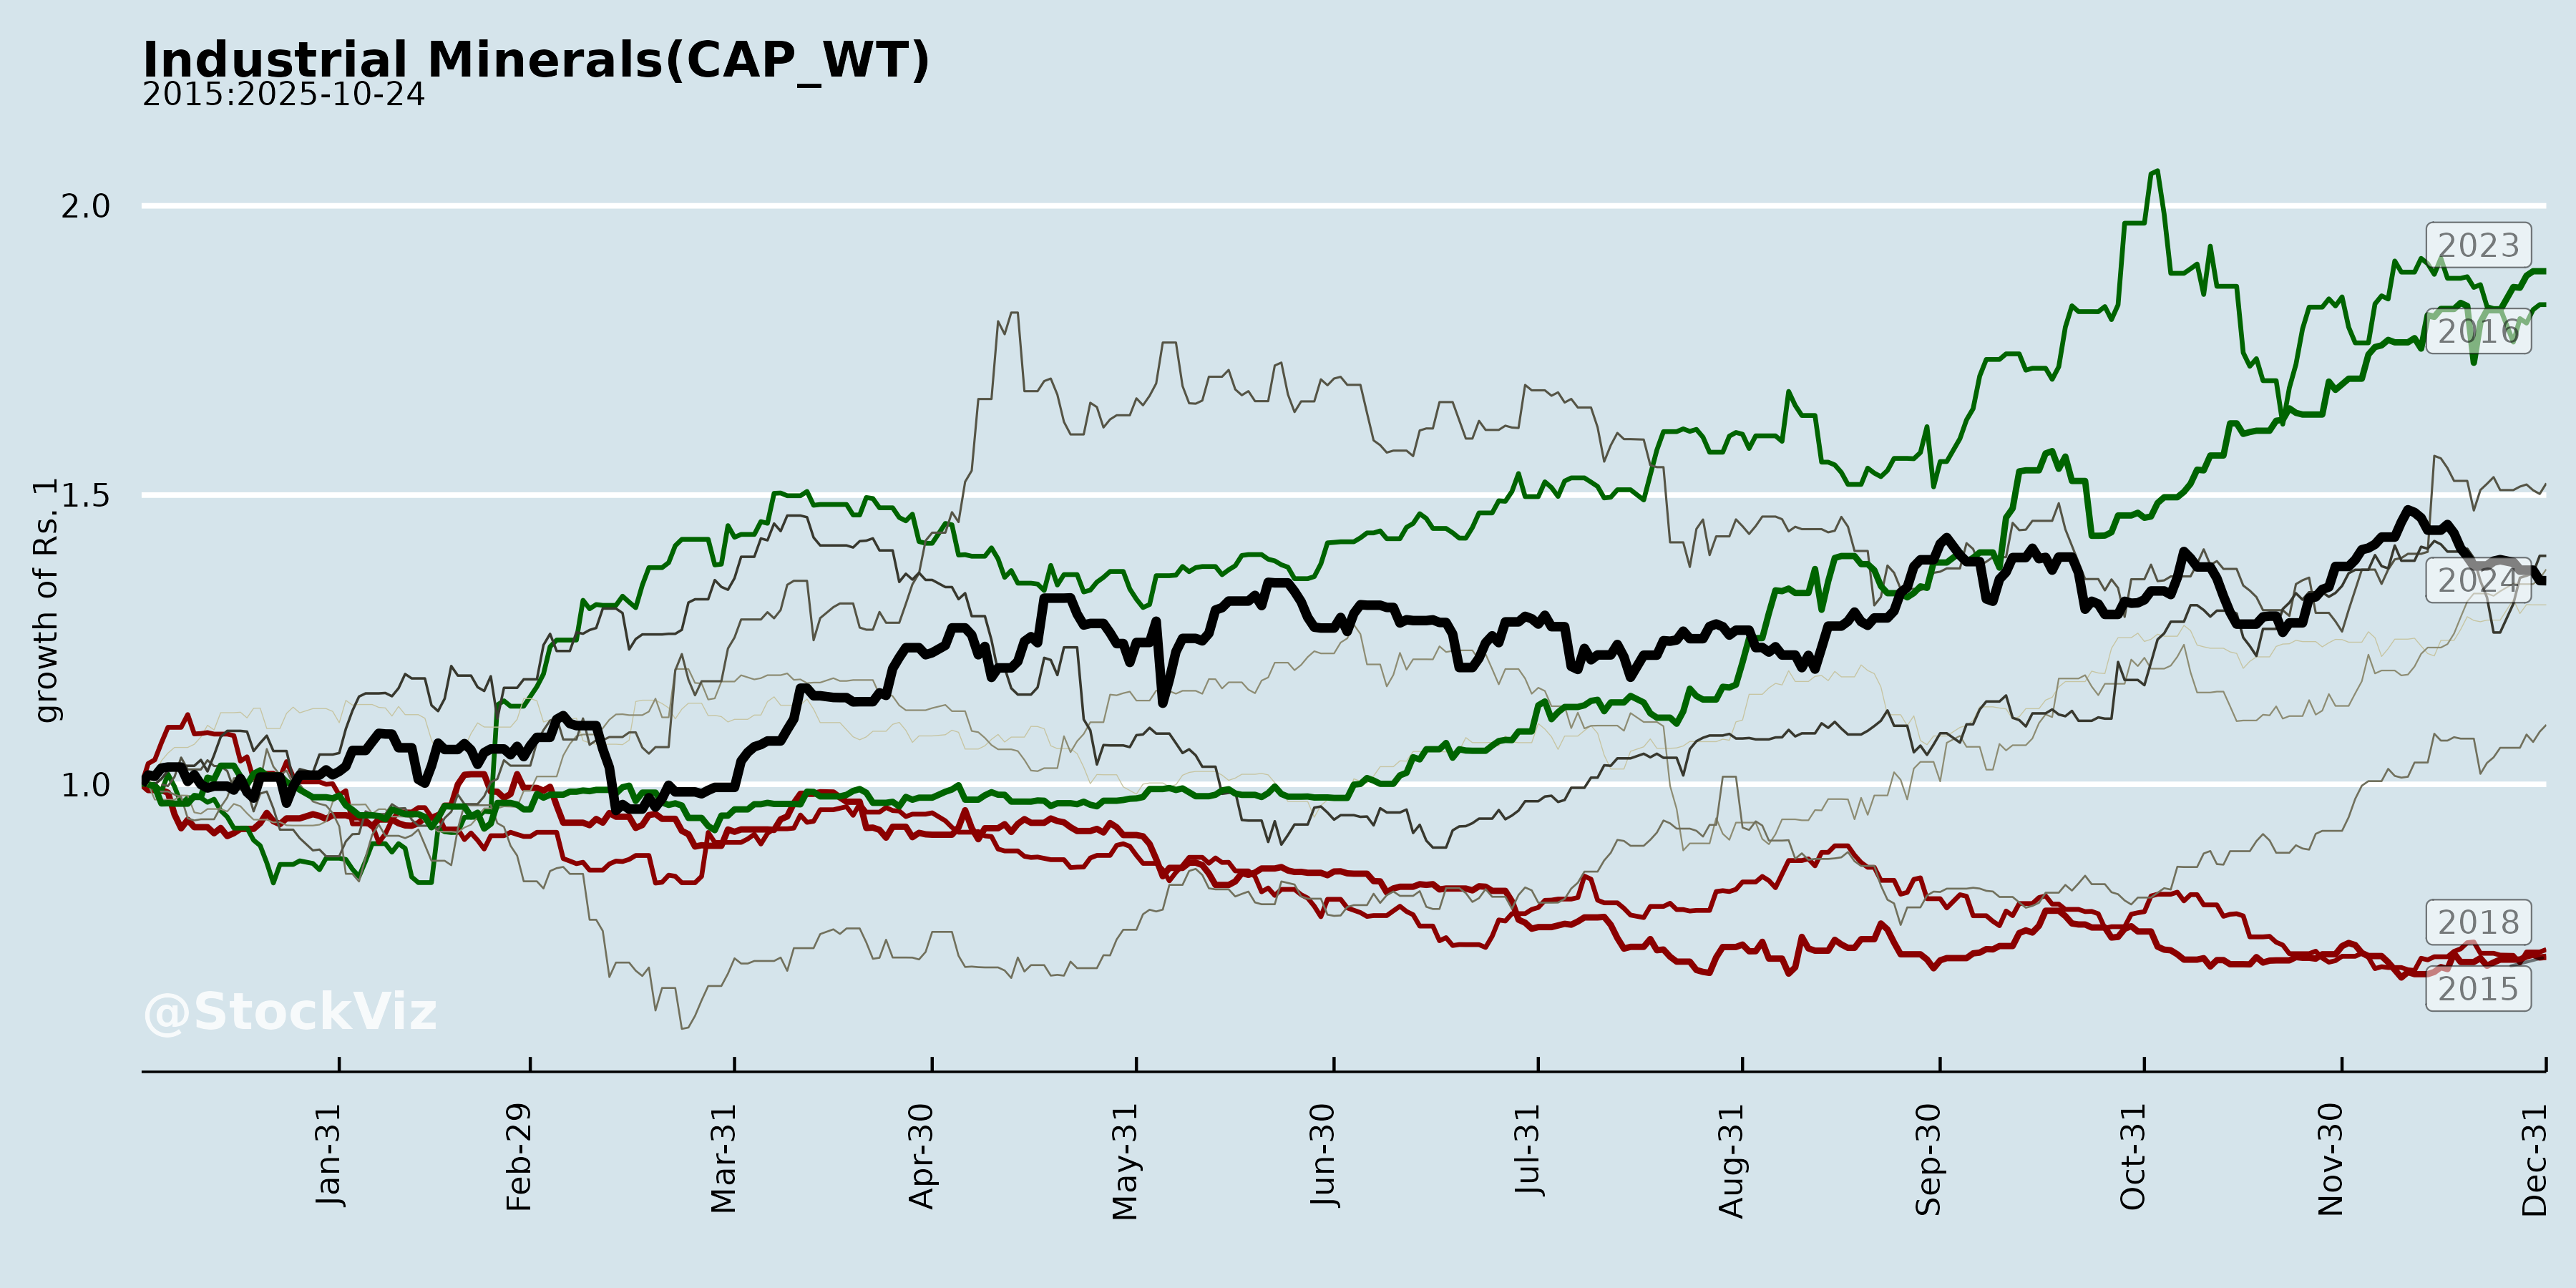 Industrial Minerals(CAP_WT)
2015:2025-10-24
growth of Rs. 1
2.0
1.5
1.0
2023
2016
2024
2018
2015
@StockViz
Jan-31
Feb-29
Mar-31
Apr-30
May-31
Jun-30
Jul-31
Aug-31
Sep-30
Oct-31
Nov-30
Dec-31